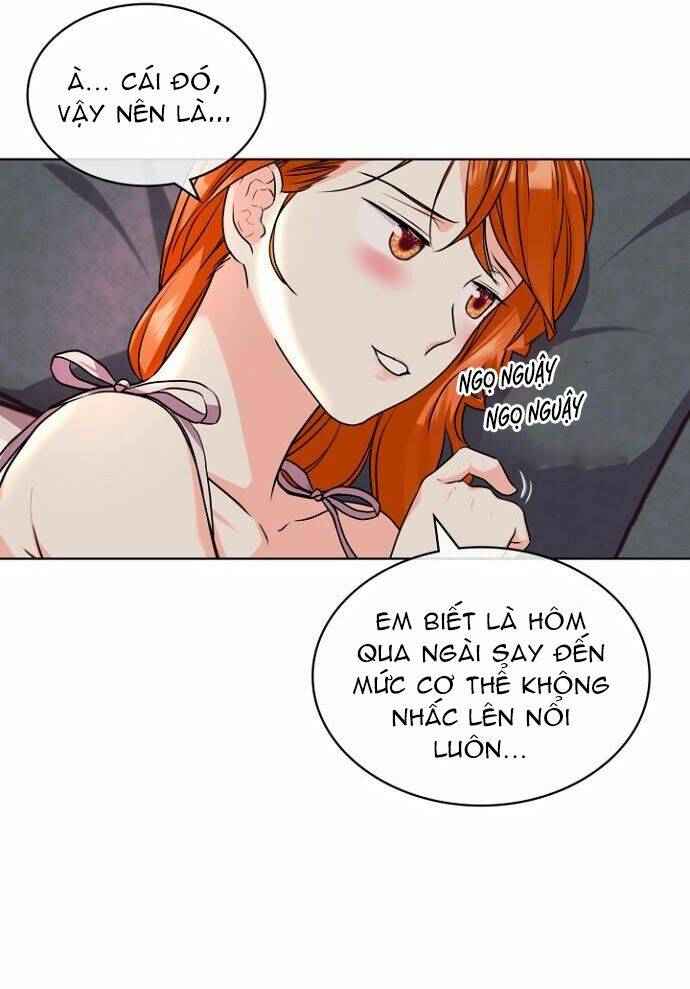 À... CÁI ĐÓ,
VẬY NÊN LÀ...
NGỌ NGUẬY
NGỌ NGUẬY
EM BIẾT LÀ HÔM
QUA NGÀI SAY ĐẾN
MỨC CƠ THỂ KHÔNG
NHẤC LÊN NỔI
LUÔN...